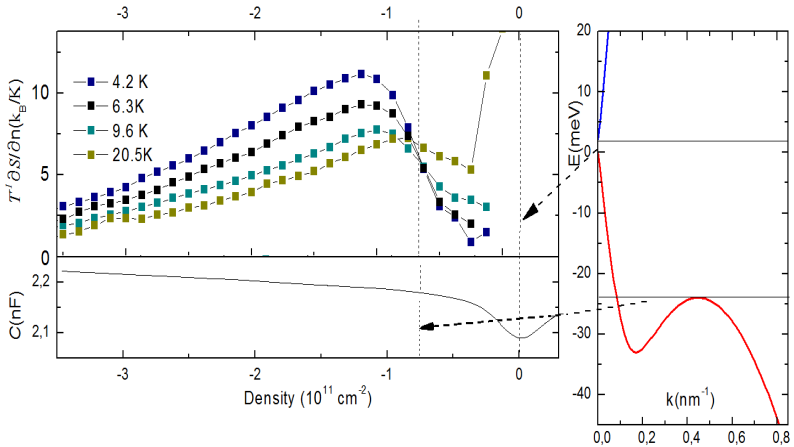 -3 -2 -1 0
T⁻¹∂S/∂n(k_B/K)
10
5
0
4.2 K
6.3K
9.6 K
20.5K
C(nF)
2,2
2,1
-3 -2 -1 0
Density (10¹¹ cm⁻²)
E(meV)
20
10
0
-10
-20
-30
-40
k(nm⁻¹)
0,0 0,2 0,4 0,6 0,8